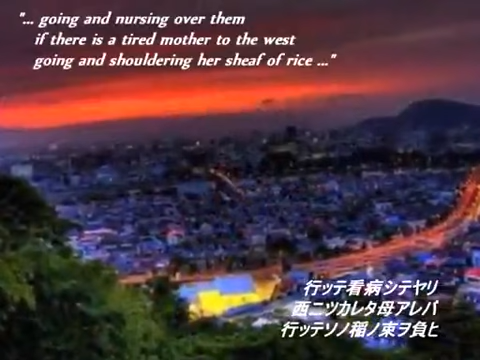 "... going and nursing over them
if there is a tired mother to the west
going and shouldering her sheaf of rice ..."
行ッテ看病シテヤリ
西ニツカレタ母アレバ
行ッテソノ稲ノ束ヲ負ヒ